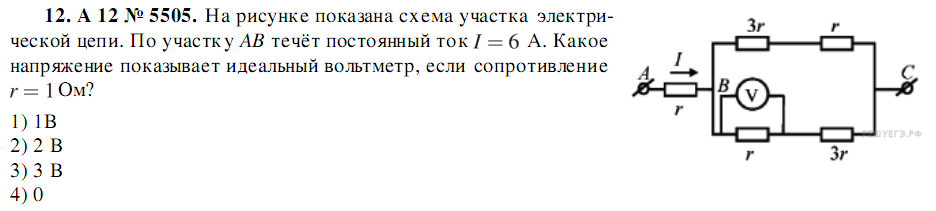 12. А 12 № 5505. На рисунке показана схема участка электри-
ческой цепи. По участку AB течёт постоянный ток I = 6 А. Какое
напряжение показывает идеальный вольтметр, если сопротивление
r = 1 Ом?
1) 1В
2) 2 В
3) 3 В
4) 0
3r r
A I B V C
r
r 3r